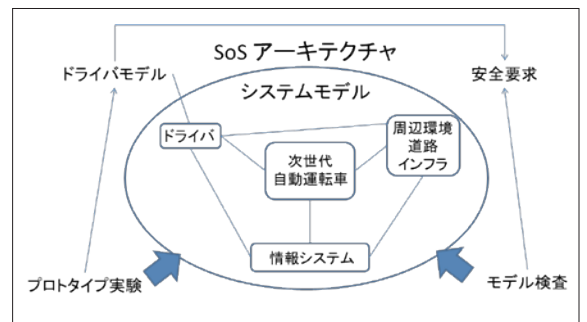 SoS アーキテクチャ
ドライバモデル
安全要求
システムモデル
ドライバ
周辺環境
道路
インフラ
次世代
自動運転車
情報システム
プロトタイプ実験
モデル検査